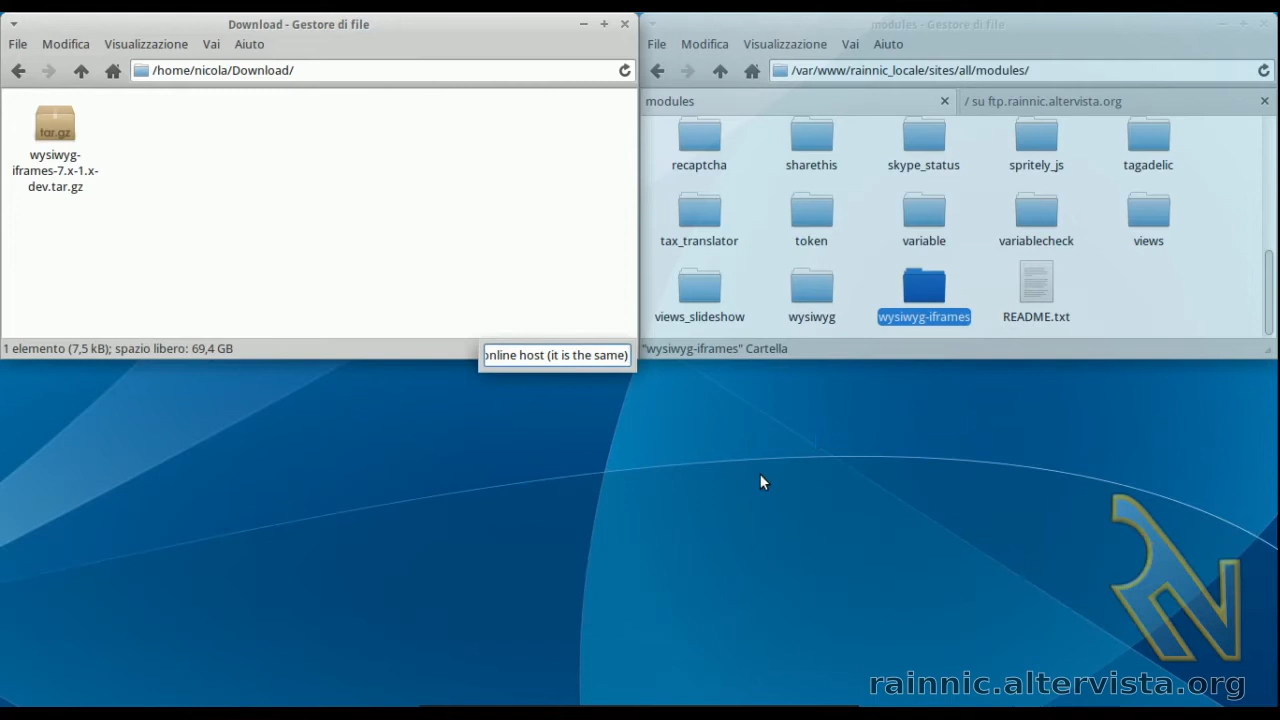 Download - Gestore di file
File Modifica Visualizzazione Vai Aiuto
/home/nicola/Download/
tar.gz
wysiwyg-
iframes-7.x-1.x-
dev.tar.gz
1 elemento (7,5 kB); spazio libero: 69,4 GB
online host (it is the same)
modules - Gestore di file
File Modifica Visualizzazione Vai Aiuto
/var/www/rainnic_locale/sites/all/modules/
modules
/ su ftp.rainnic.altervista.org
recaptcha sharethis skype_status spritely_js tagadelic
tax_translator token variable variablecheck views
views_slideshow wysiwyg wysiwyg-iframes README.txt
"wysiwyg-iframes" Cartella
rainnic.altervista.org